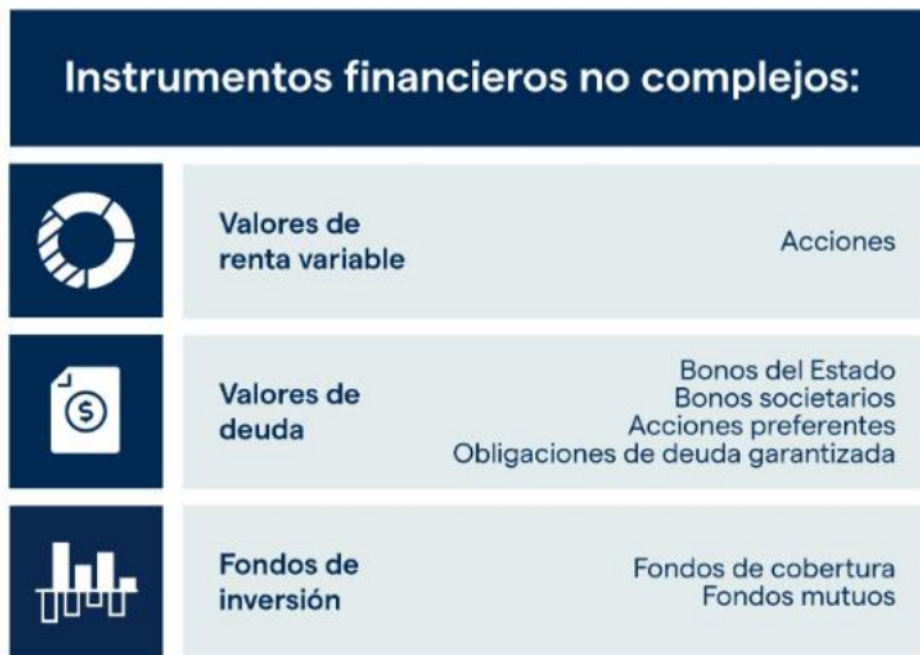 Instrumentos financieros no complejos:
Valores de
renta variable
Acciones
$
Valores de
deuda
Bonos del Estado
Bonos societarios
Acciones preferentes
Obligaciones de deuda garantizada
Fondos de
inversión
Fondos de cobertura
Fondos mutuos